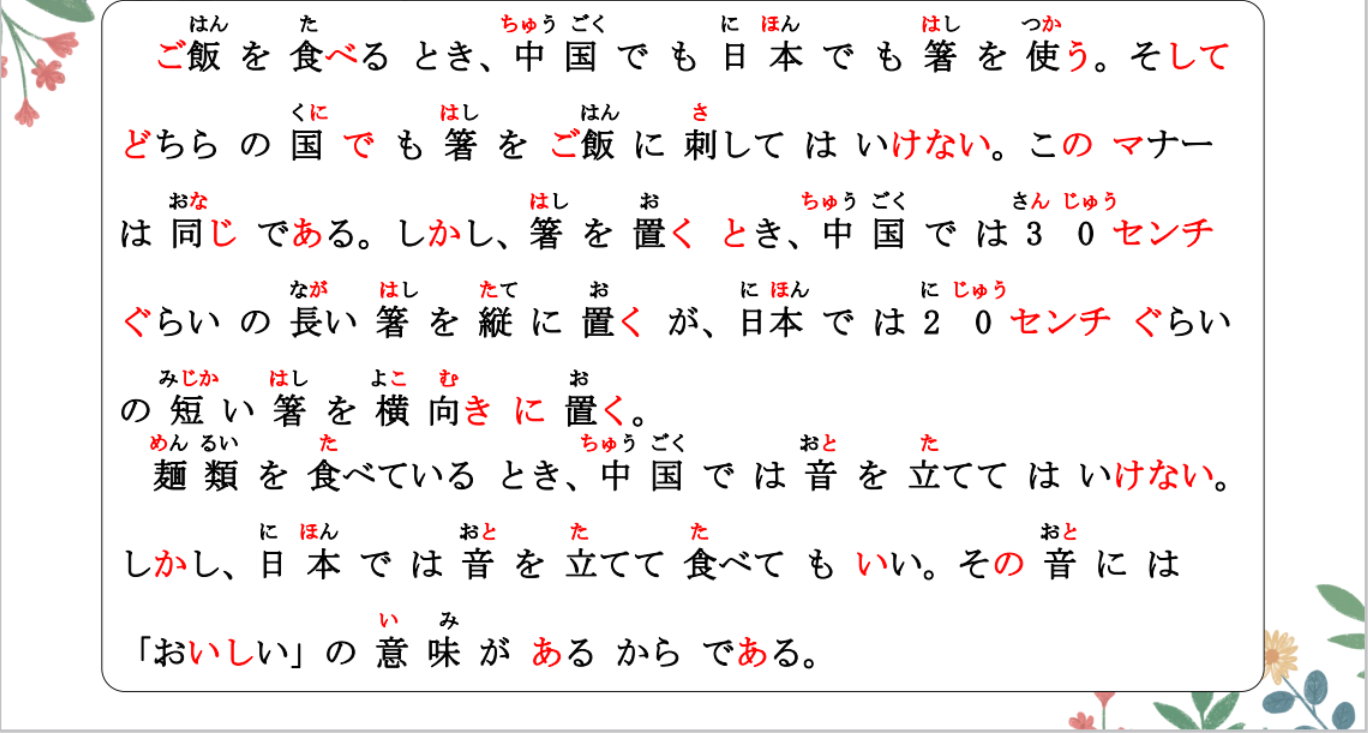 はん た ちゅう ごく に ほん はし つか
ご飯 を 食べる とき、中 国 で も 日 本 で も 箸 を 使う。そして
くに はし はん さ
どちら の 国 で も 箸 を ご飯 に 刺して は いけない。この マナー
おな はし お ちゅう ごく さん じゅう
は 同じ である。しかし、箸 を 置く とき、中 国 で は 3 0 センチ
なが はし たて お に ほん に じゅう
ぐらい の 長い 箸 を 縦 に 置く が、日本 で は 2 0 センチ ぐらい
みじか はし よこ む お
の 短 い 箸 を 横 向き に 置く。
めん るい た ちゅう ごく おと た
麺 類 を 食べている とき、中 国 で は 音 を 立てて は いけない。
に ほん おと た た おと
しかし、日 本 で は 音 を 立てて 食べて も いい。その 音 に は
い み
「おいしい」の 意 味 が ある から である。